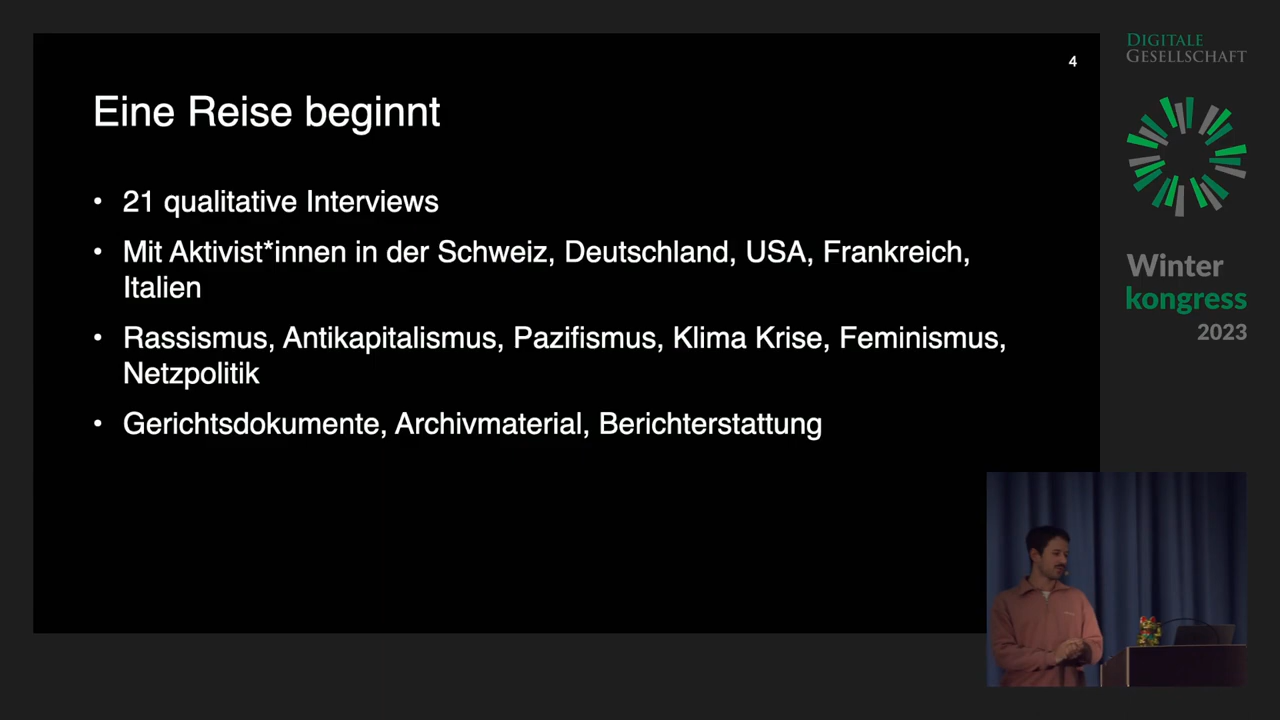 4
Eine Reise beginnt
• 21 qualitative Interviews
• Mit Aktivist*innen in der Schweiz, Deutschland, USA, Frankreich,
Italien
• Rassismus, Antikapitalismus, Pazifismus, Klima Krise, Feminismus,
Netzpolitik
• Gerichtsdokumente, Archivmaterial, Berichterstattung
DIGITALE
GESELLSCHAFT
Winter
kongress
2023